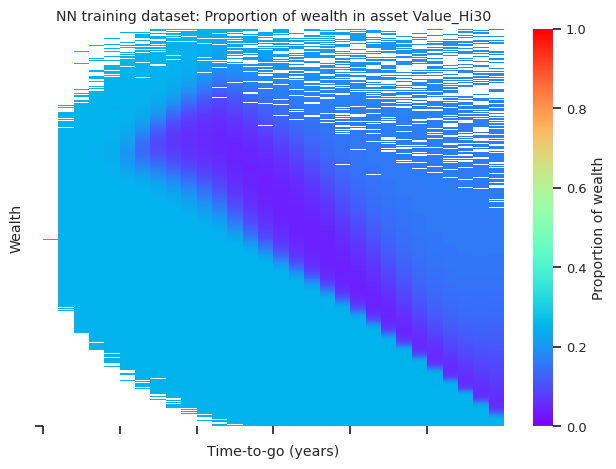 NN training dataset: Proportion of wealth in asset Value_Hi30
1.0
0.8
0.6
0.4
0.2
0.0
Proportion of wealth
Wealth
Time-to-go (years)